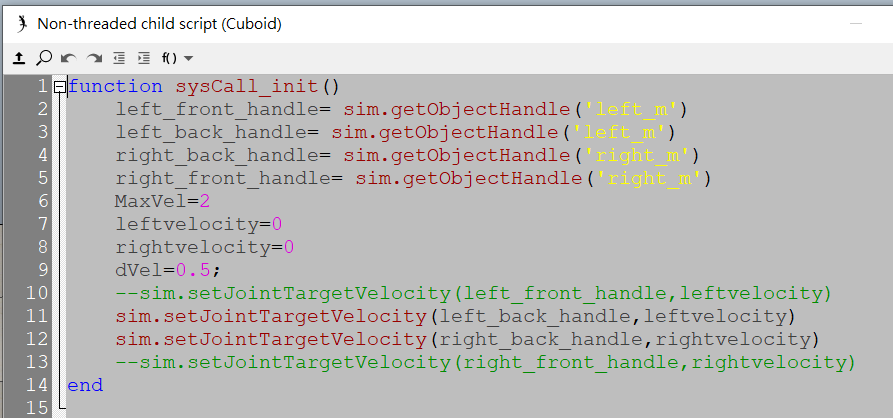 Non-threaded child script (Cuboid)
f()
1 function sysCall_init()
2 left_front_handle= sim.getObjectHandle('left_m')
3 left_back_handle= sim.getObjectHandle('left_m')
4 right_back_handle= sim.getObjectHandle('right_m')
5 right_front_handle= sim.getObjectHandle('right_m')
6 MaxVel=2
7 leftvelocity=0
8 rightvelocity=0
9 dVel=0.5;
10 --sim.setJointTargetVelocity(left_front_handle,leftvelocity)
11 sim.setJointTargetVelocity(left_back_handle,leftvelocity)
12 sim.setJointTargetVelocity(right_back_handle,rightvelocity)
13 --sim.setJointTargetVelocity(right_front_handle,rightvelocity)
14 end
15